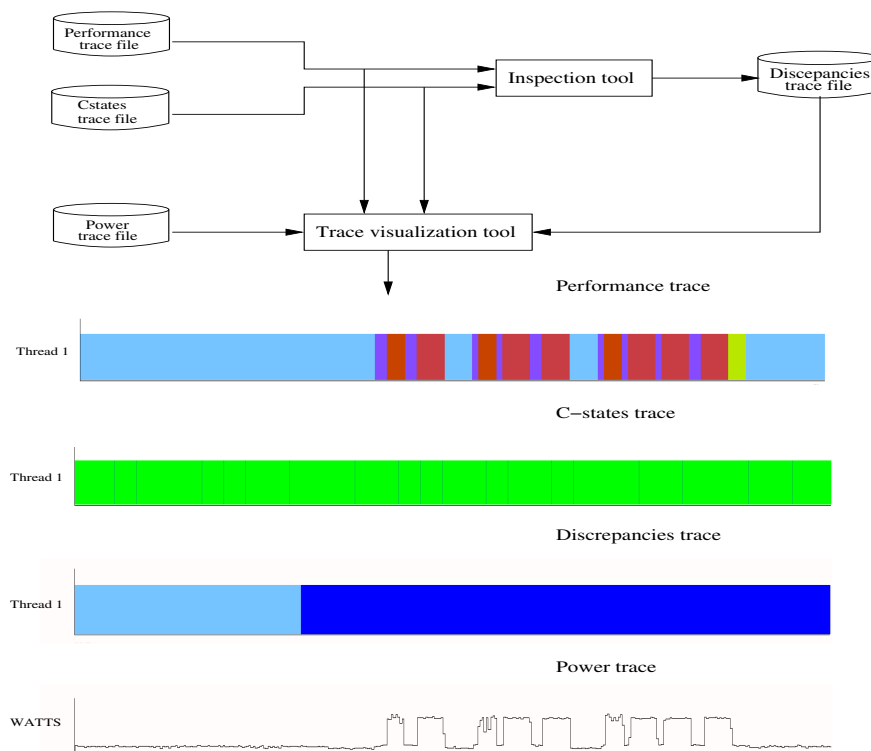 Performance
trace file
Inspection tool
Discepancies
trace file
Cstates
trace file
Power
trace file
Trace visualization tool
Performance trace
Thread 1
C−states trace
Thread 1
Discrepancies trace
Thread 1
Power trace
WATTS